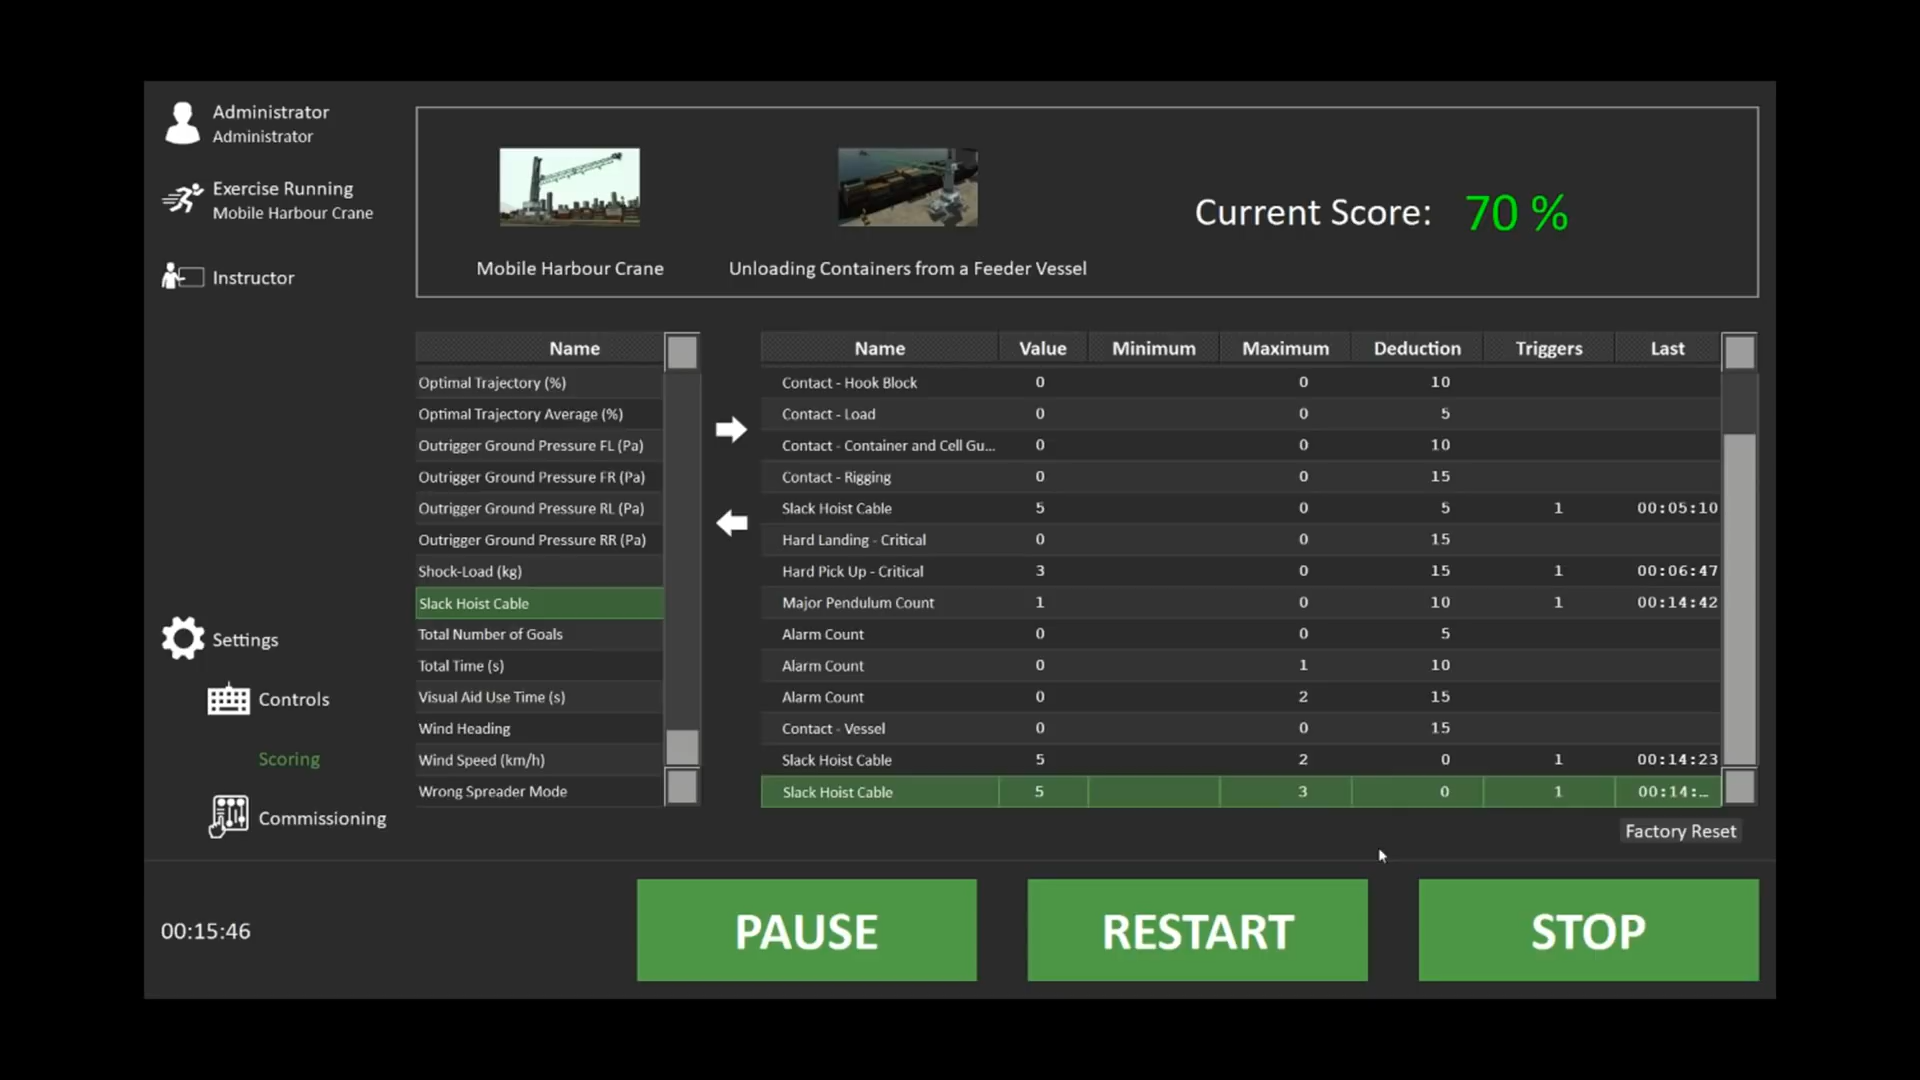 Administrator
Administrator
Exercise Running
Mobile Harbour Crane
Instructor
Settings
Controls
Scoring
Commissioning
Mobile Harbour Crane
Unloading Containers from a Feeder Vessel
Current Score: 70 %
Name
Optimal Trajectory (%)
Optimal Trajectory Average (%)
Outrigger Ground Pressure FL (Pa)
Outrigger Ground Pressure FR (Pa)
Outrigger Ground Pressure RL (Pa)
Outrigger Ground Pressure RR (Pa)
Shock-Load (kg)
Slack Hoist Cable
Total Number of Goals
Total Time (s)
Visual Aid Use Time (s)
Wind Heading
Wind Speed (km/h)
Wrong Spreader Mode
Name Value Minimum Maximum Deduction Triggers Last
Contact - Hook Block 0 0 10
Contact - Load 0 0 5
Contact - Container and Cell Gu... 0 0 10
Contact - Rigging 0 0 15
Slack Hoist Cable 5 0 5 1 00:05:10
Hard Landing - Critical 0 0 15
Hard Pick Up - Critical 3 0 15 1 00:06:47
Major Pendulum Count 1 0 10 1 00:14:42
Alarm Count 0 0 5
Alarm Count 0 1 10
Alarm Count 0 2 15
Contact - Vessel 0 0 15
Slack Hoist Cable 5 2 0 1 00:14:23
Slack Hoist Cable 5 3 0 1 00:14:...
Factory Reset
00:15:46
PAUSE
RESTART
STOP